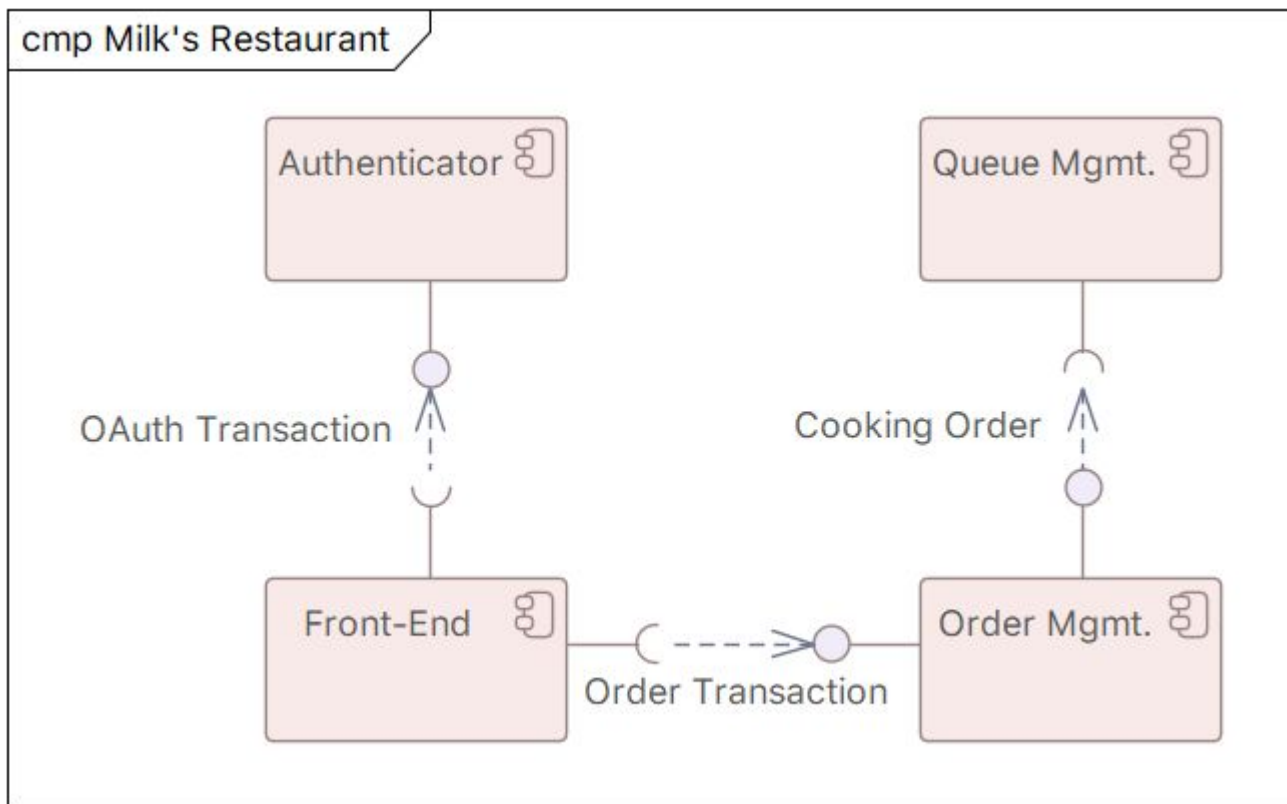 cmp Milk's Restaurant
Authenticator
Queue Mgmt.
OAuth Transaction
Cooking Order
Front-End
Order Mgmt.
Order Transaction